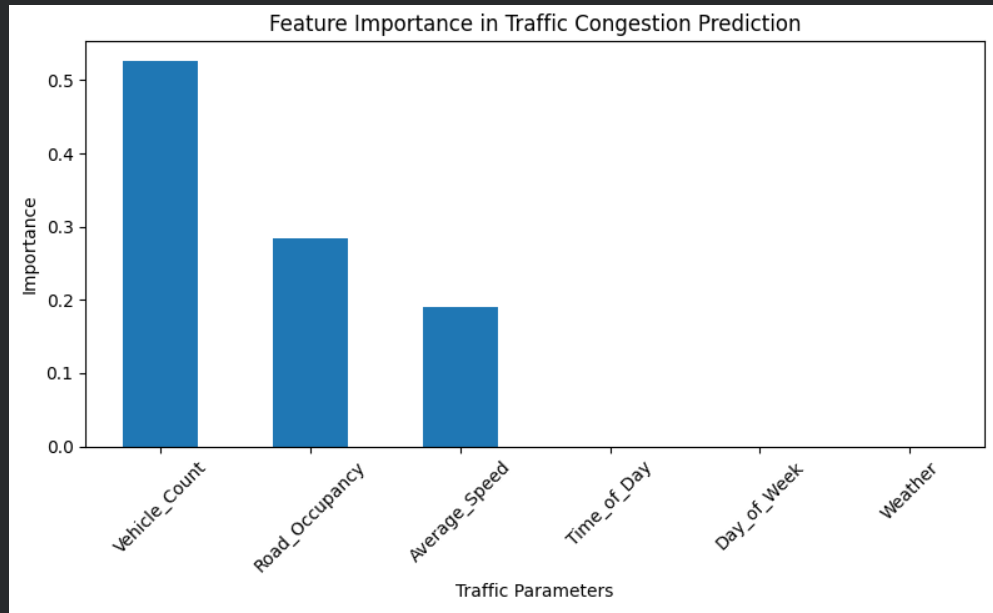 Feature Importance in Traffic Congestion Prediction
Importance
0.5
0.4
0.3
0.2
0.1
0.0
Vehicle_Count
Road_Occupancy
Average_Speed
Time_of_Day
Day_of_Week
Weather
Traffic Parameters